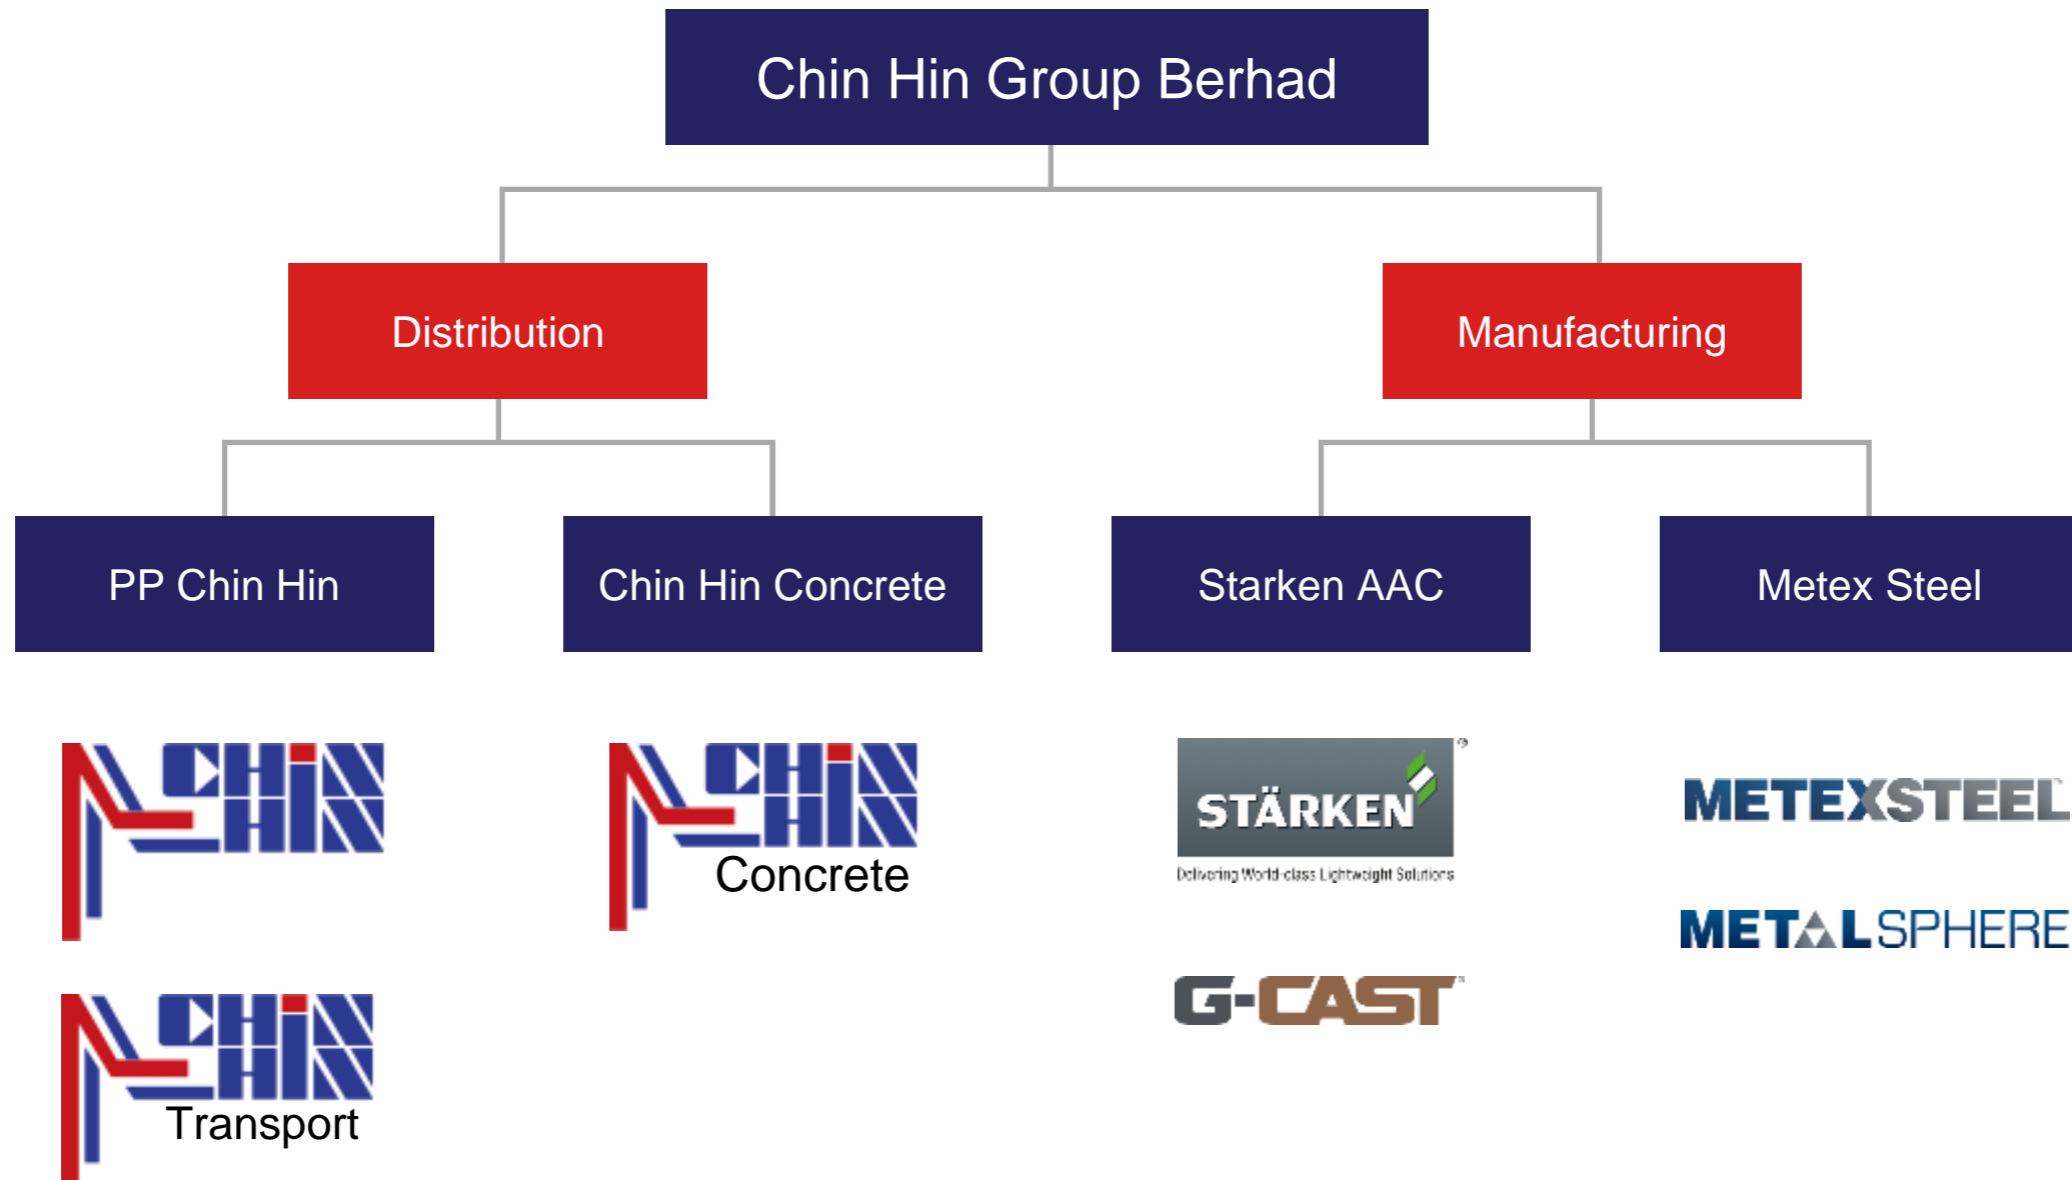 Chin Hin Group Berhad
Distribution
Manufacturing
PP Chin Hin
Chin Hin Concrete
Starken AAC
Metex Steel
CHiN
HiN
CHiN
HiN
Concrete
STÄRKEN®
Delivering World-class Lightweight Solutions
METEXSTEEL™
METALSPHERE
G-CAST
CHiN
HiN
Transport